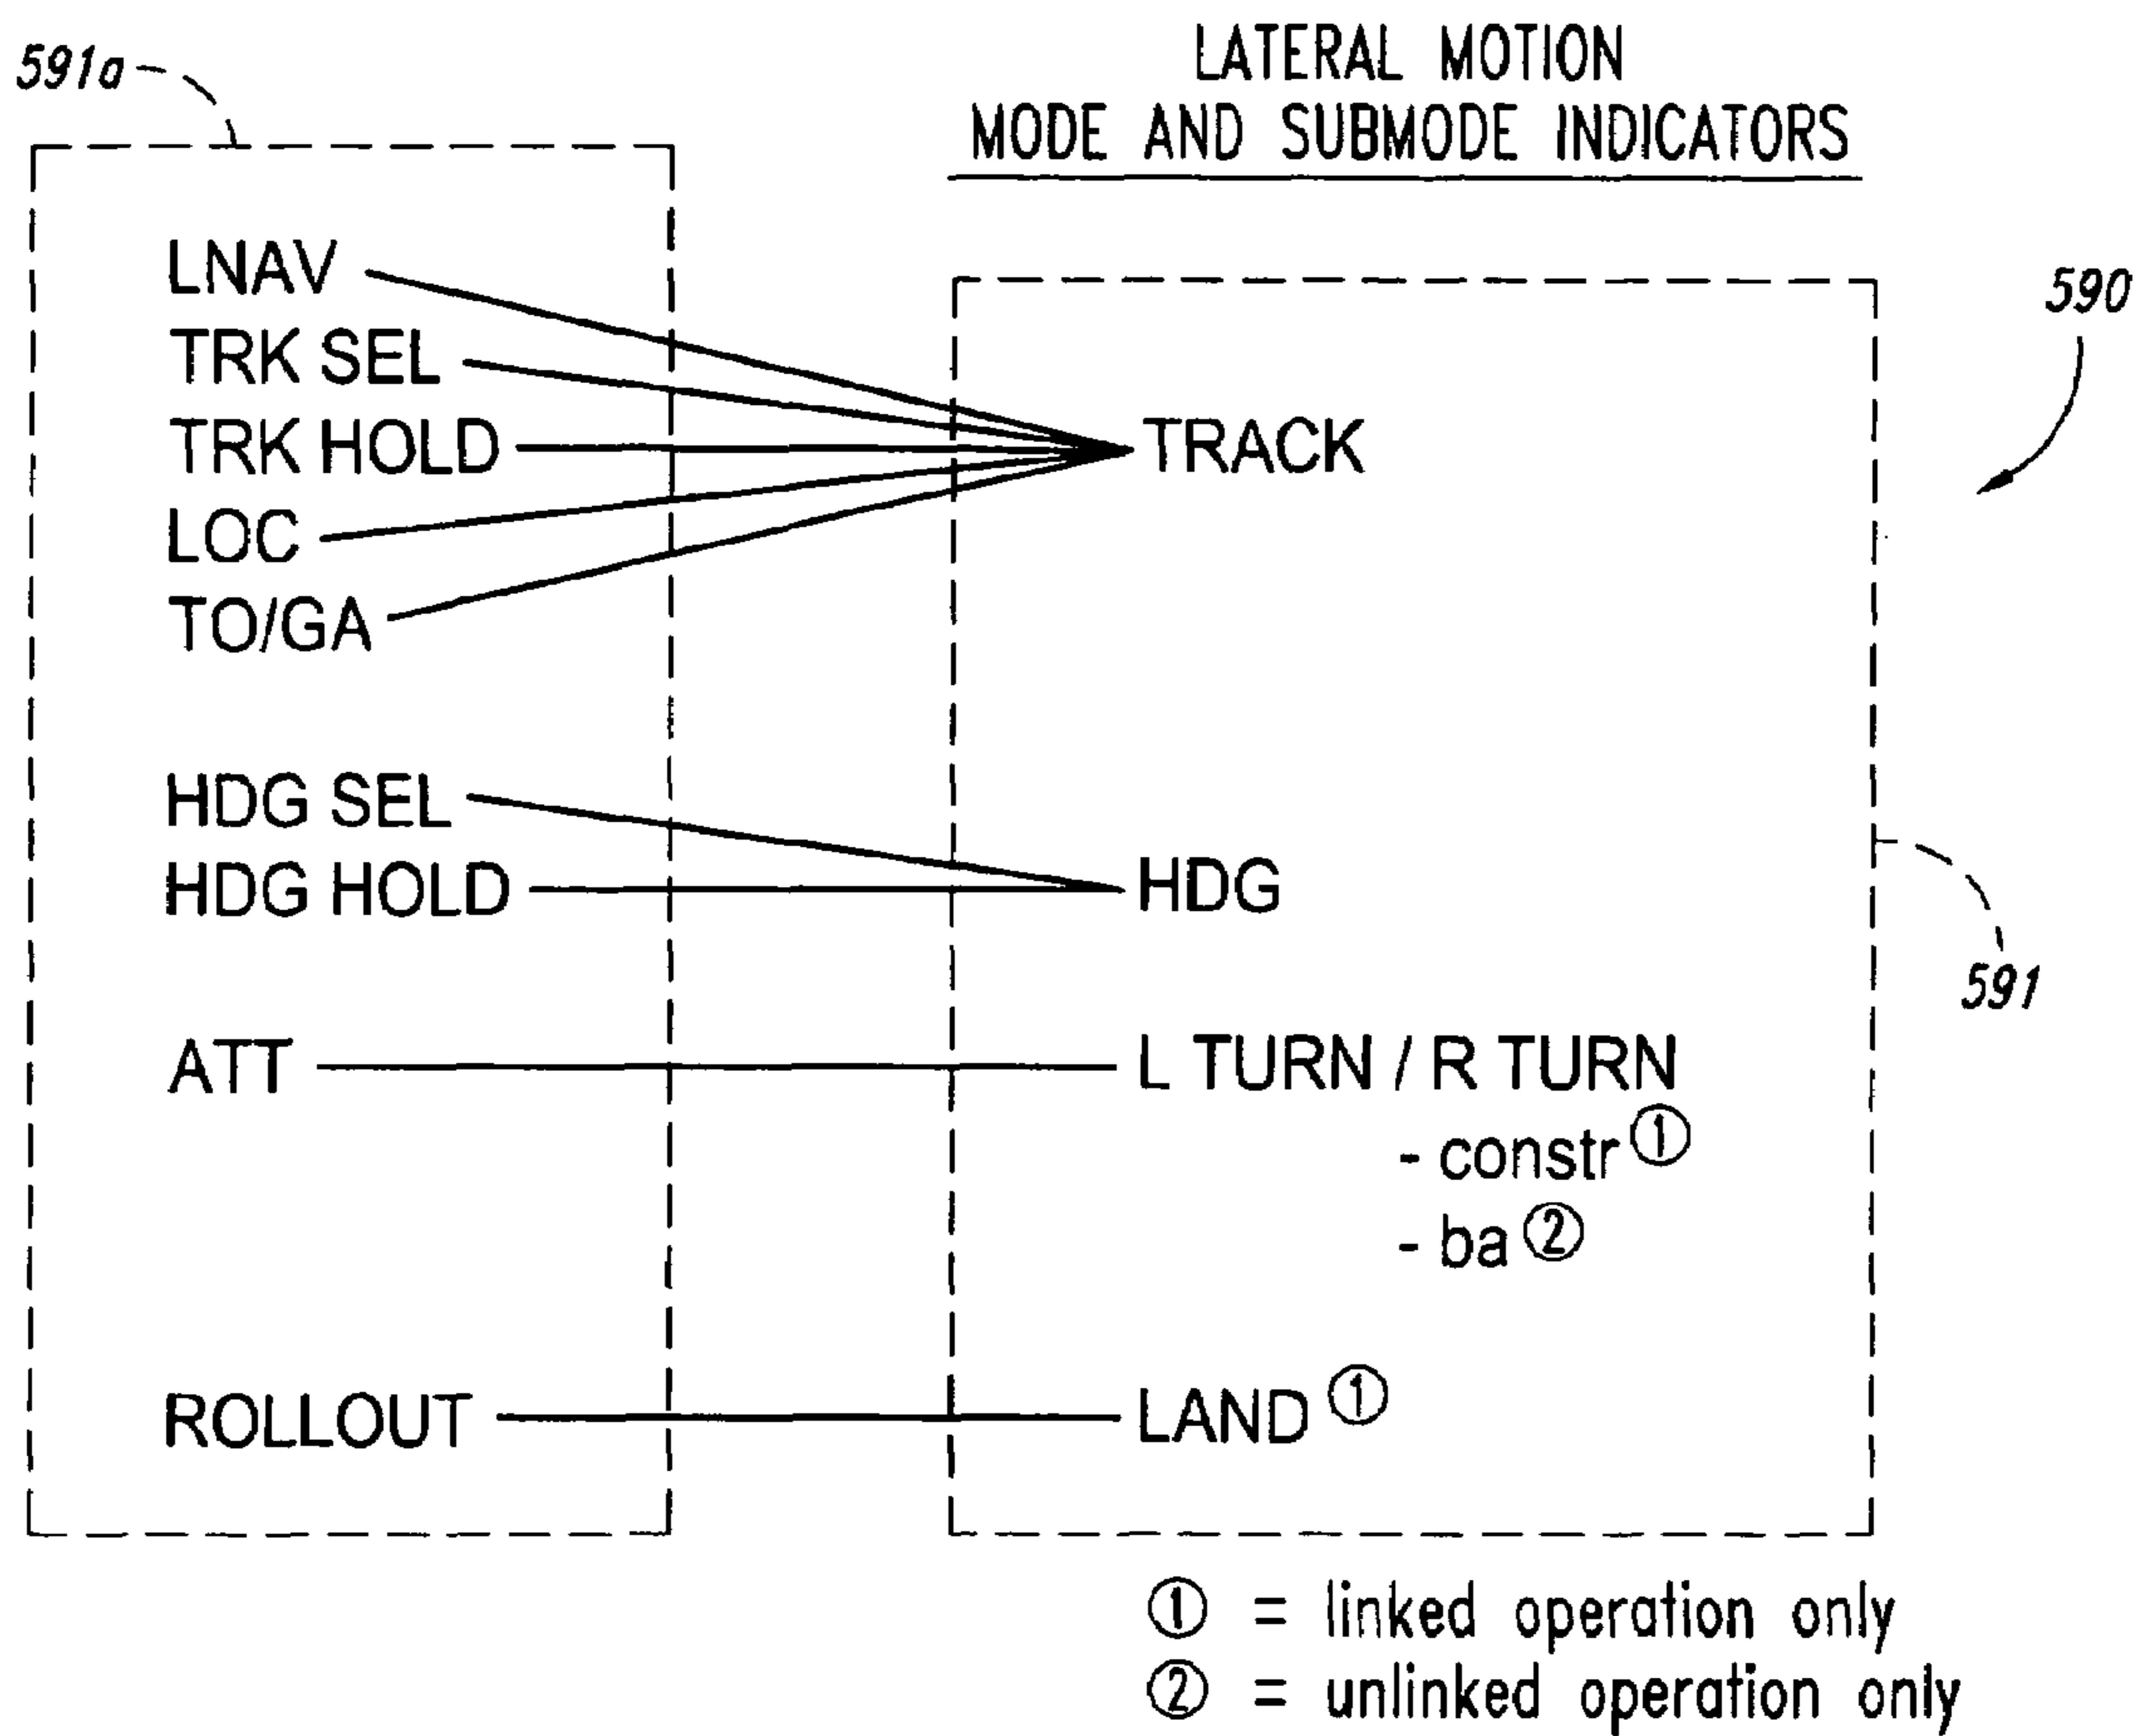 591a
LATERAL MOTION
MODE AND SUBMODE INDICATORS
LNAV
TRK SEL
TRK HOLD
LOC
TO/GA
HDG SEL
HDG HOLD
ATT
ROLLOUT
TRACK
HDG
L TURN / R TURN
- constr ①
- ba ②
LAND ①
590
591
① = linked operation only
② = unlinked operation only